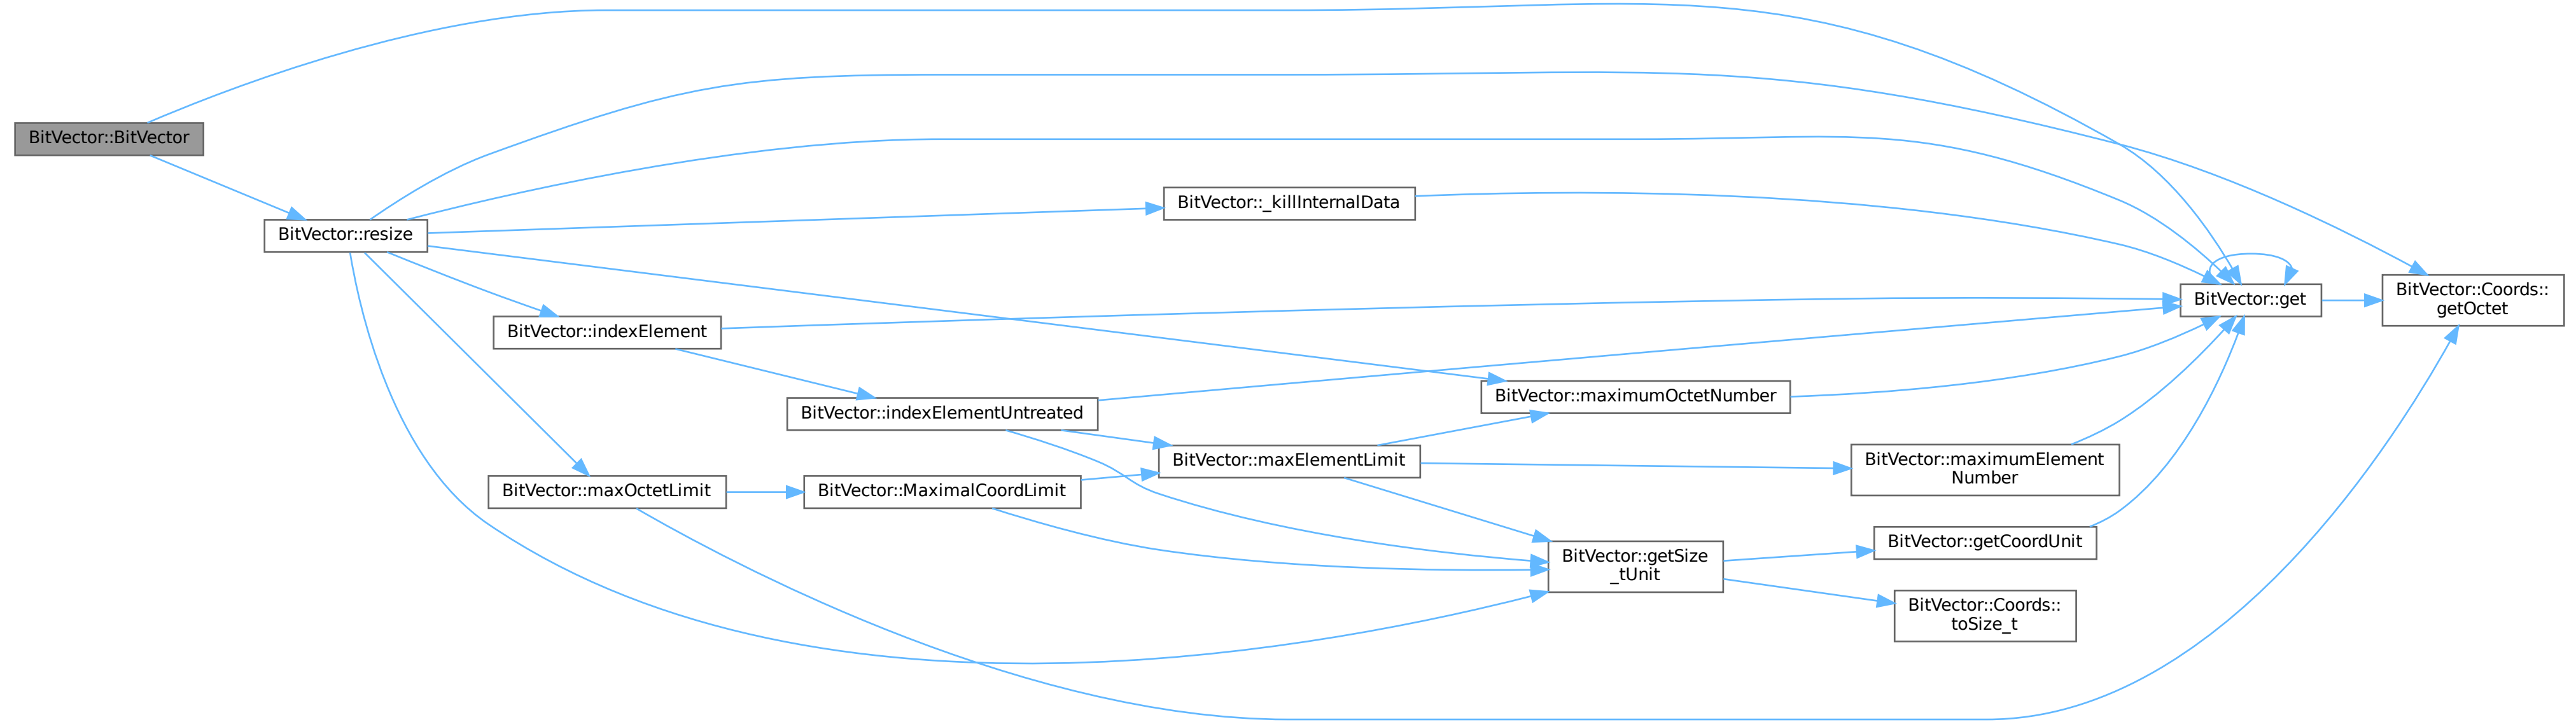 BitVector::BitVector
BitVector::resize
BitVector::_killInternalData
BitVector::get
BitVector::Coords::
getOctet
BitVector::indexElement
BitVector::indexElementUntreated
BitVector::maximumOctetNumber
BitVector::maxElementLimit
BitVector::maximumElement
Number
BitVector::maxOctetLimit
BitVector::MaximalCoordLimit
BitVector::getSize
_tUnit
BitVector::getCoordUnit
BitVector::Coords::
toSize_t